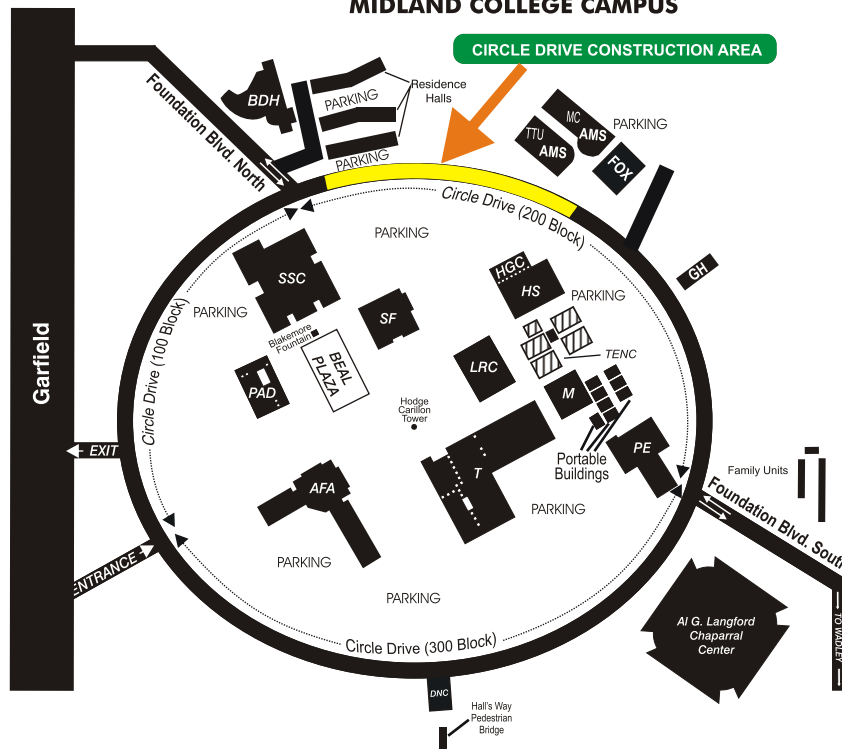 MIDLAND COLLEGE CAMPUS
CIRCLE DRIVE CONSTRUCTION AREA
Foundation Blvd. North
BDH
Residence
Halls
PARKING
PARKING
MC
AMS
TTU
AMS
PARKING
FOX
Circle Drive (200 Block)
PARKING
SSC
HGC
HS
GH
PARKING
PARKING
SF
Blakemore
Fountain
BEAL
PLAZA
TENC
Garfield
Circle Drive (100 Block)
PAD
LRC
M
Hodge
Carillon
Tower
EXIT
PE
Portable
Buildings
T
Family Units
AFA
Foundation Blvd. South
PARKING
ENTRANCE
PARKING
PARKING
Al G. Langford
Chaparral
Center
TO WADLEY
Circle Drive (300 Block)
DNC
Hall's Way
Pedestrian
Bridge